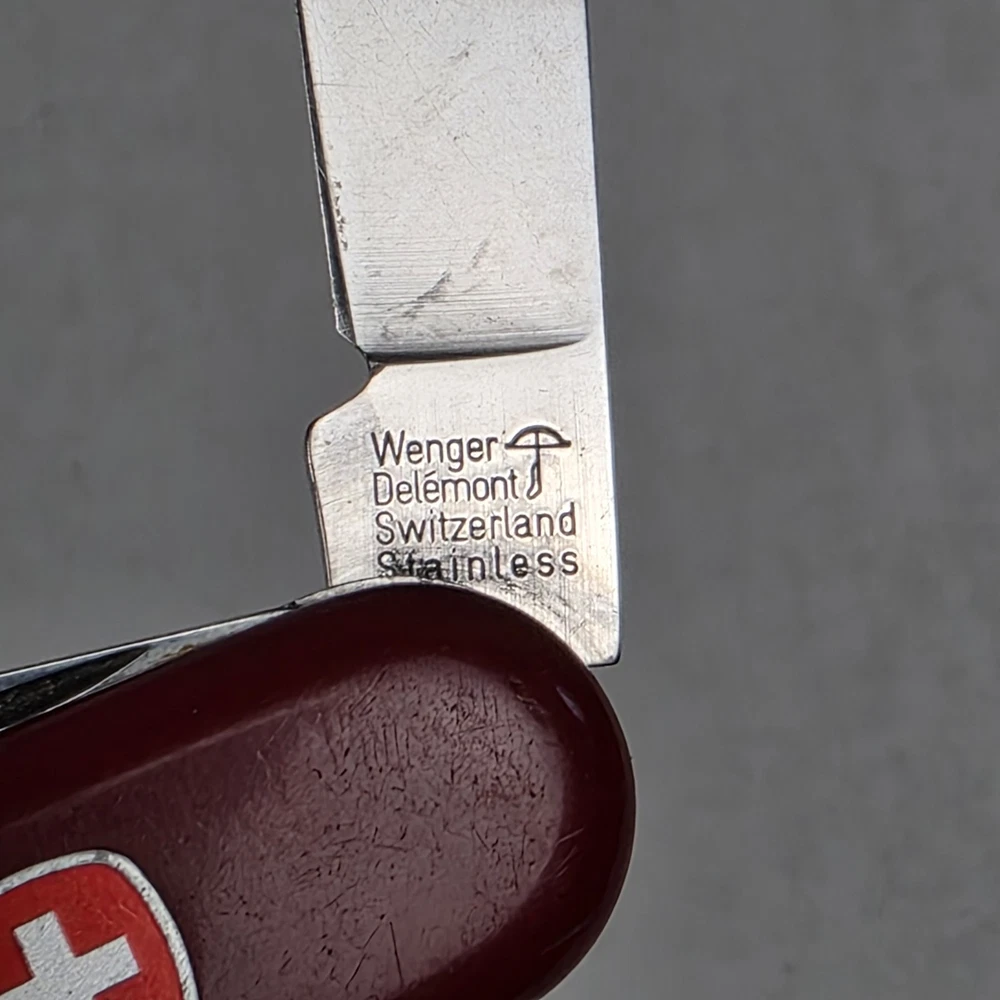 Wenger
Delémont
Switzerland
Stainless